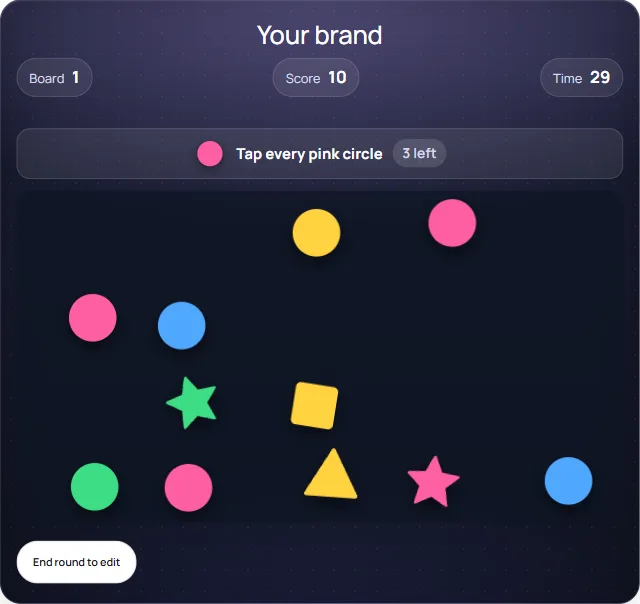 Your brand
Board 1
Score 10
Time 29
Tap every pink circle 3 left
End round to edit